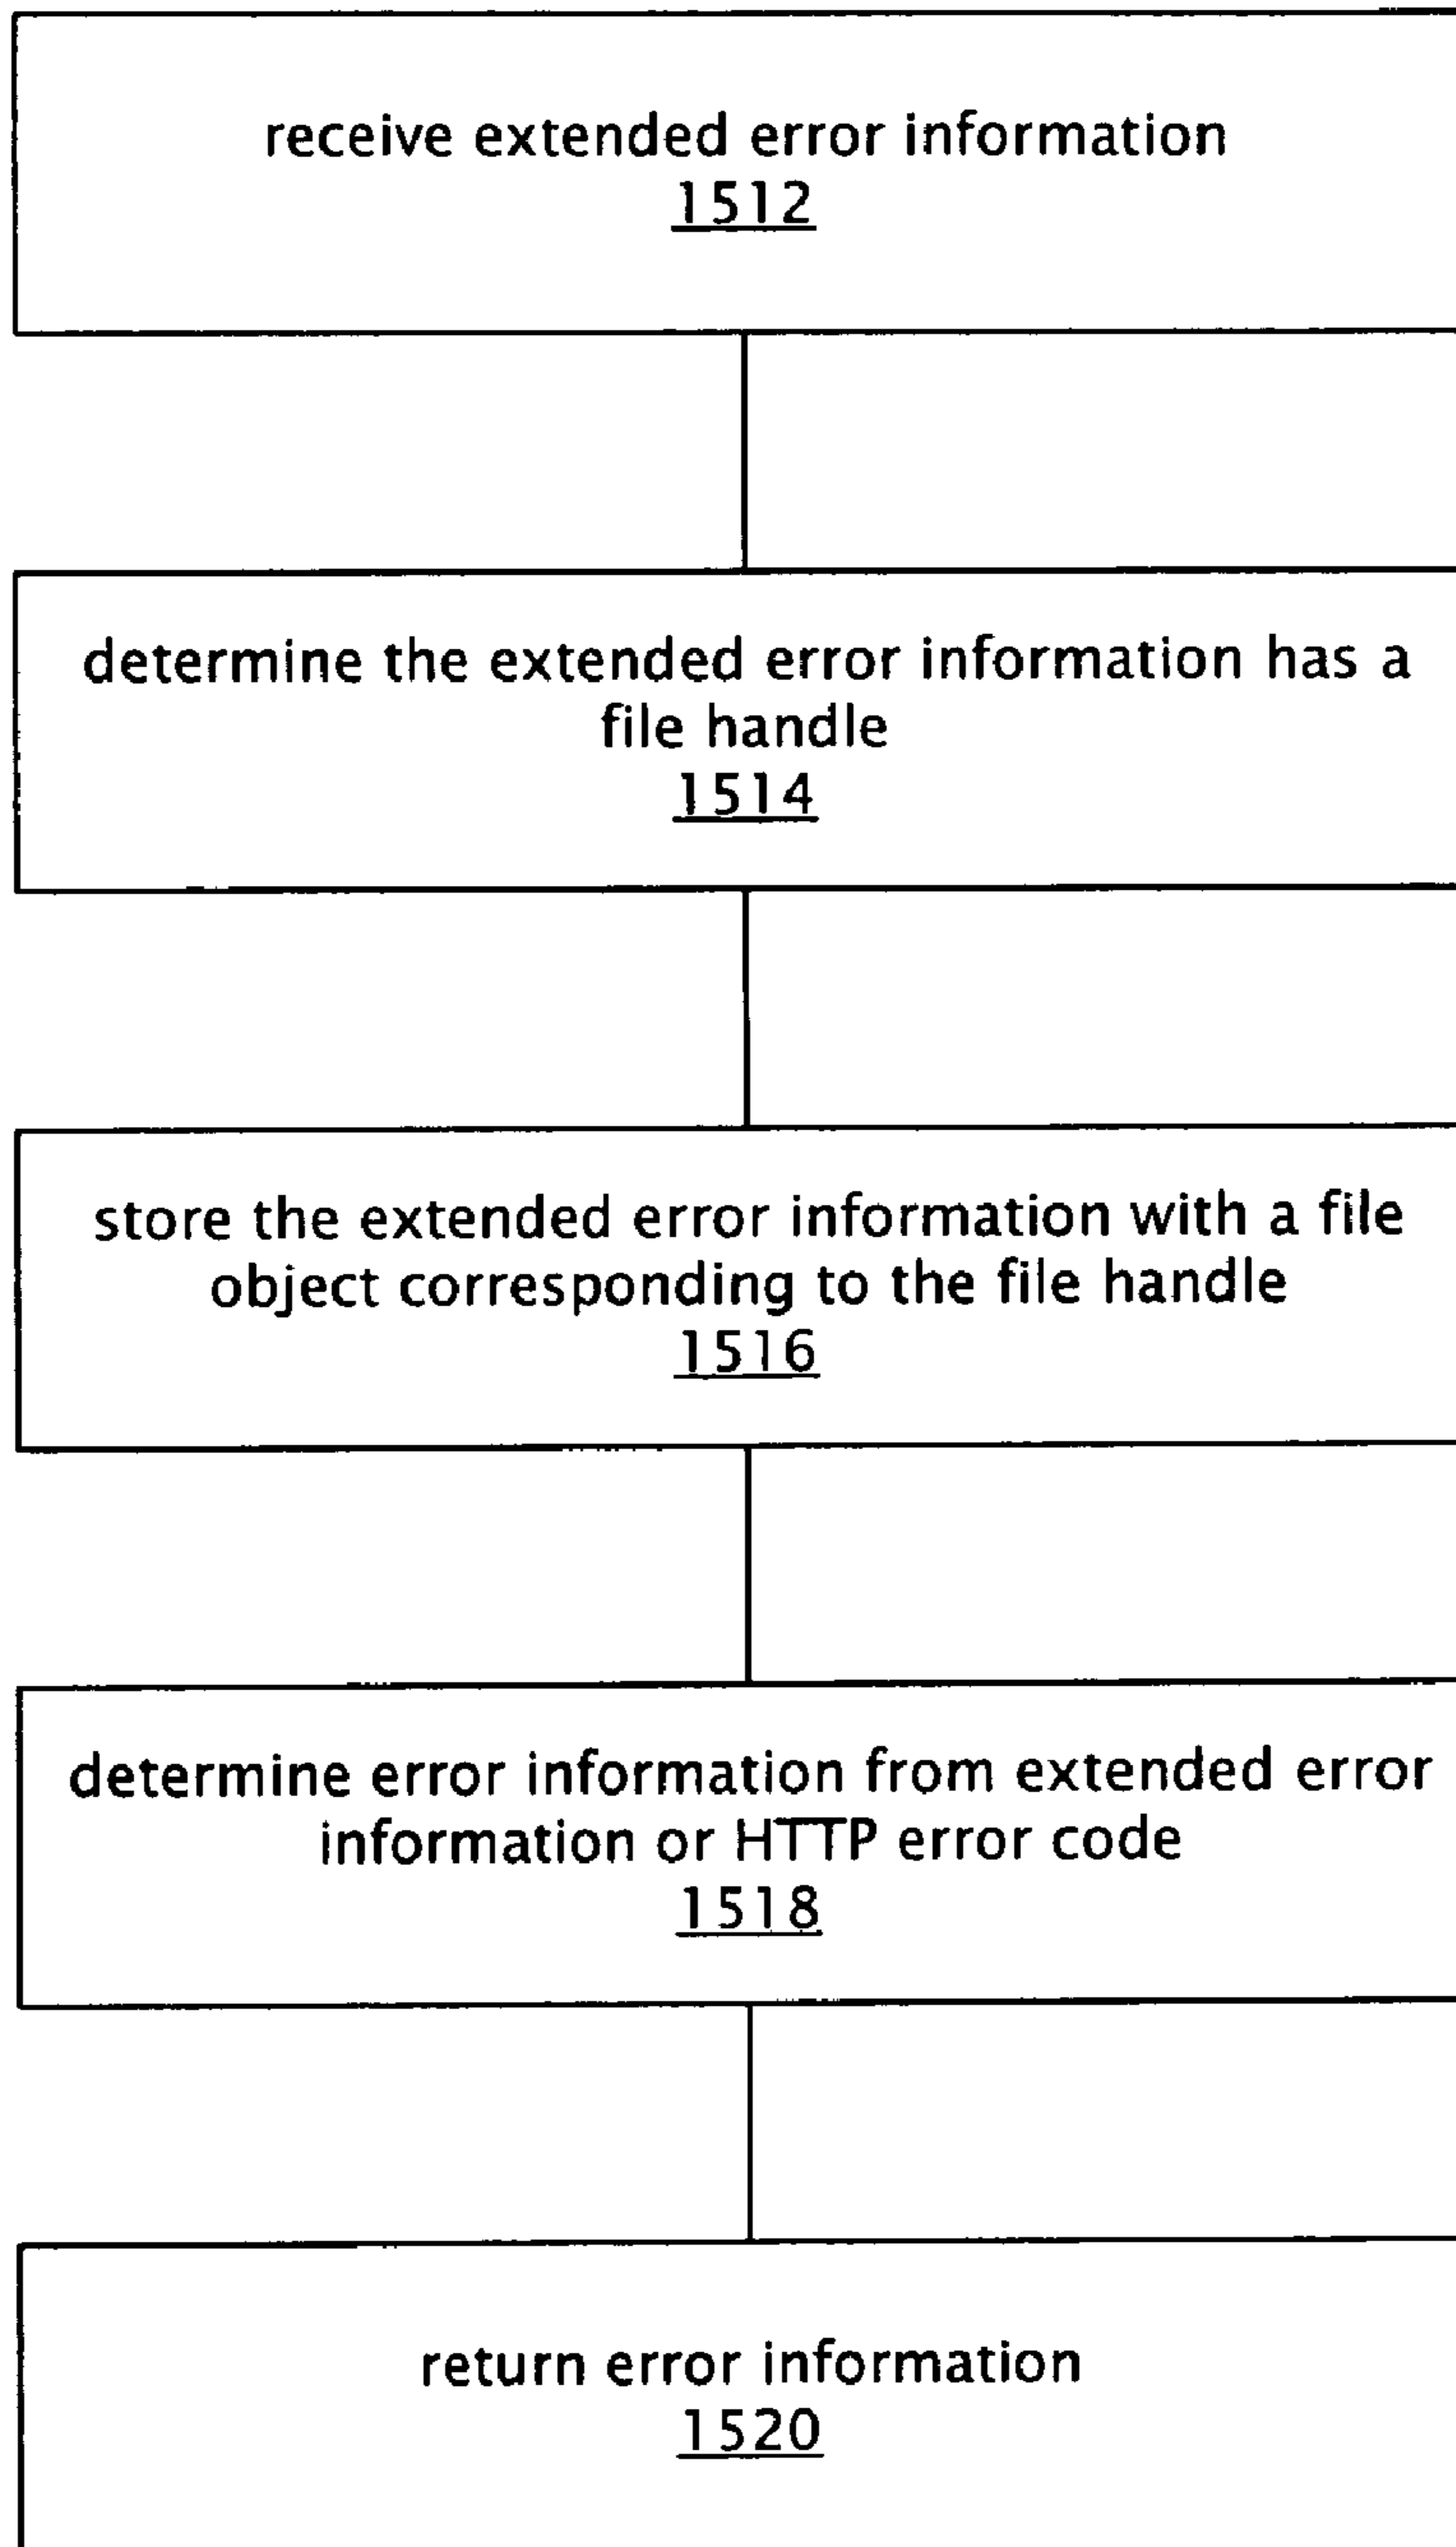 receive extended error information
1512
determine the extended error information has a
file handle
1514
store the extended error information with a file
object corresponding to the file handle
1516
determine error information from extended error
information or HTTP error code
1518
return error information
1520